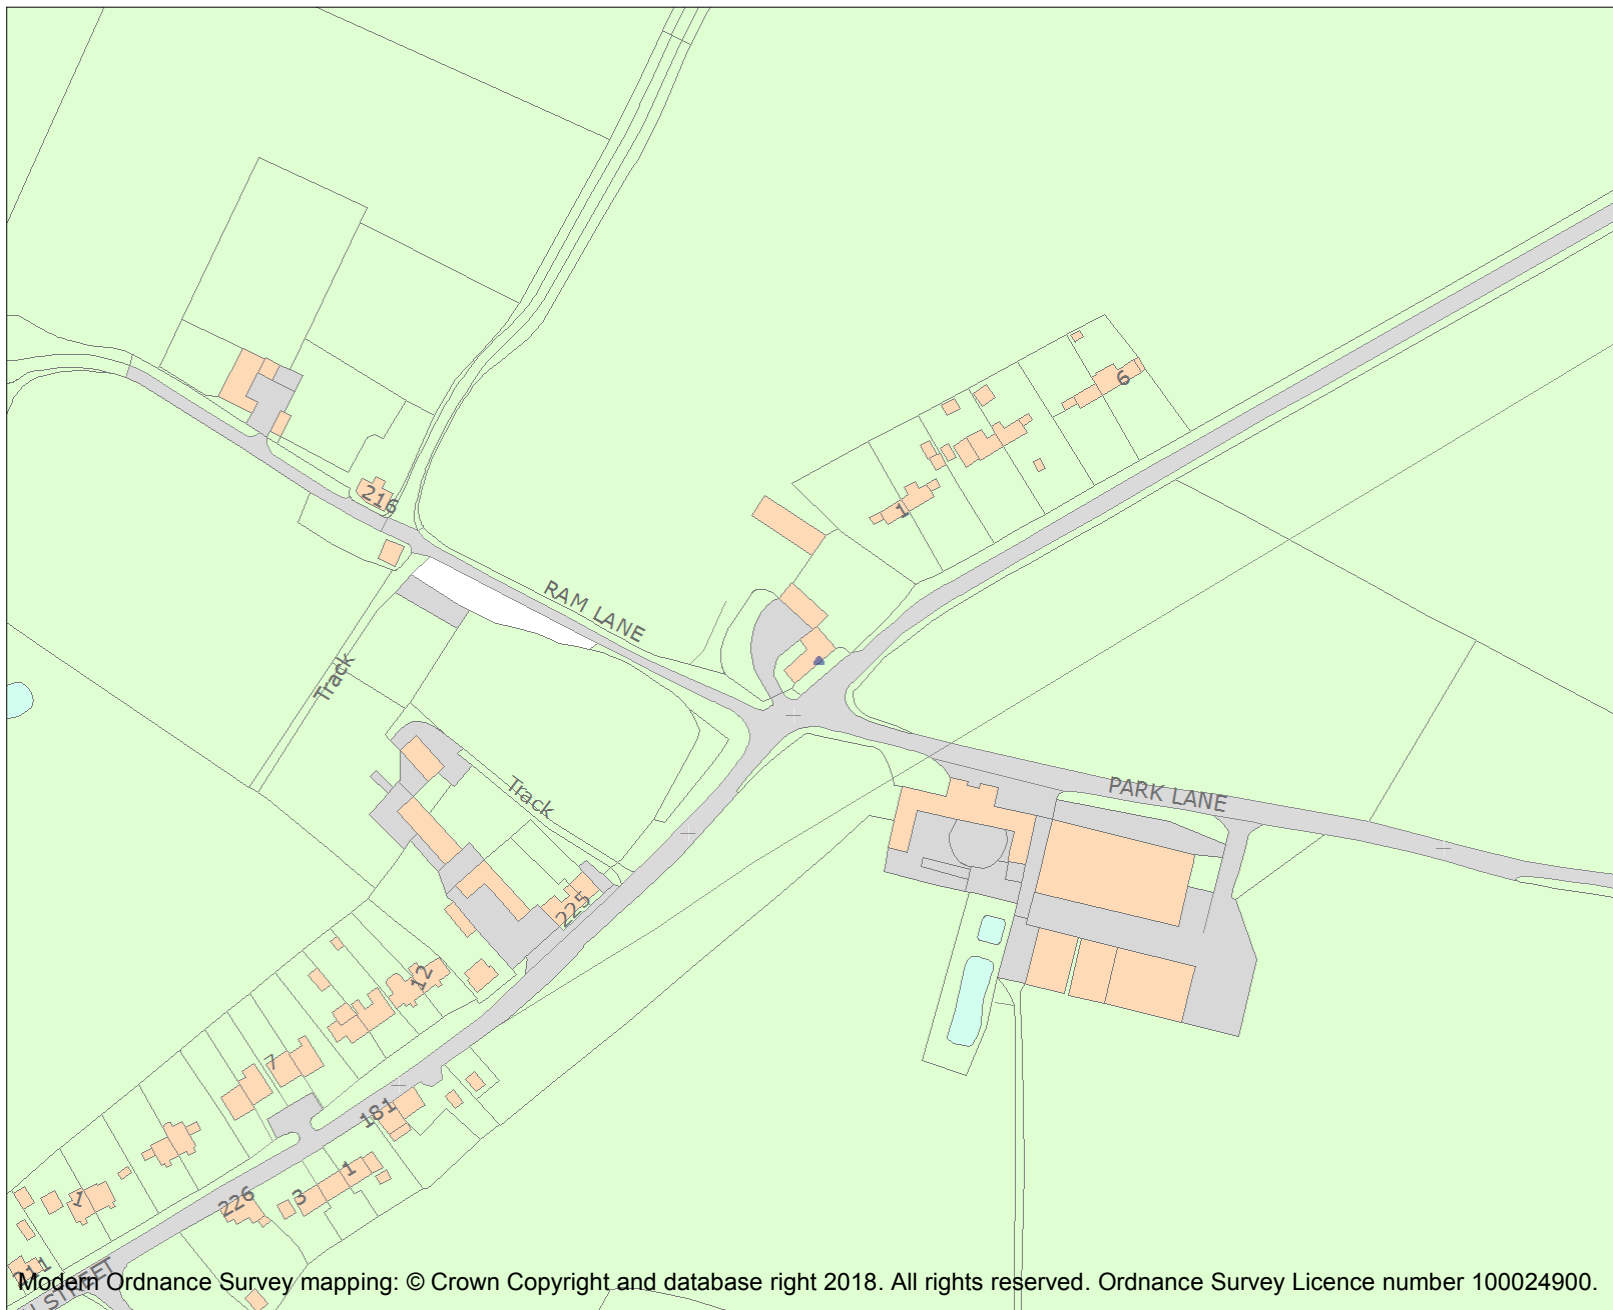 6
216
1
RAM LANE
Track
Track
PARK LANE
225
12
7
181
1
3
226
1
STREET
Modern Ordnance Survey mapping: © Crown Copyright and database right 2018. All rights reserved. Ordnance Survey Licence number 100024900.